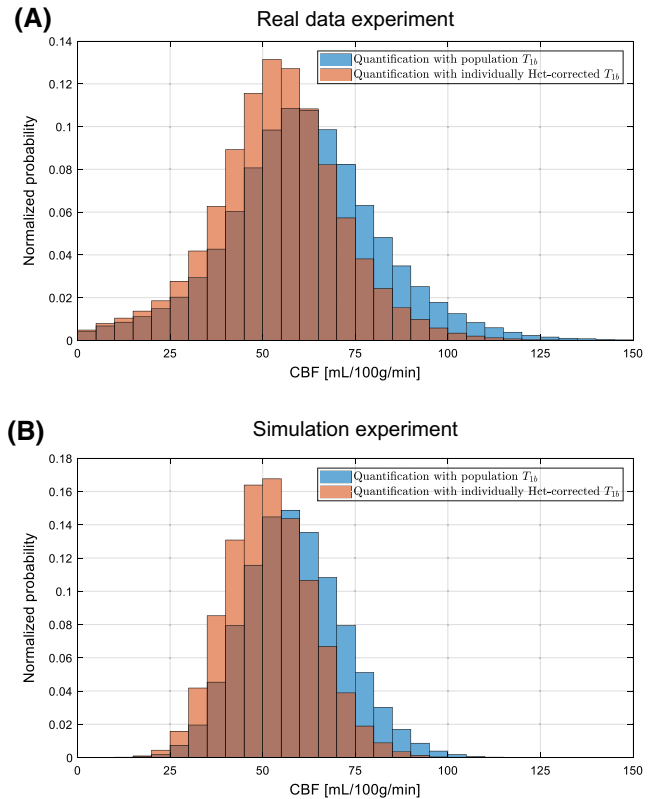 (A)
Real data experiment
Quantification with population T1b
Quantification with individually Hct-corrected T1b
Normalized probability
0.14
0.12
0.1
0.08
0.06
0.04
0.02
0
0 25 50 75 100 125 150
CBF [mL/100g/min]
(B)
Simulation experiment
Quantification with population T1b
Quantification with individually Hct-corrected T1b
Normalized probability
0.18
0.16
0.14
0.12
0.1
0.08
0.06
0.04
0.02
0
0 25 50 75 100 125 150
CBF [mL/100g/min]